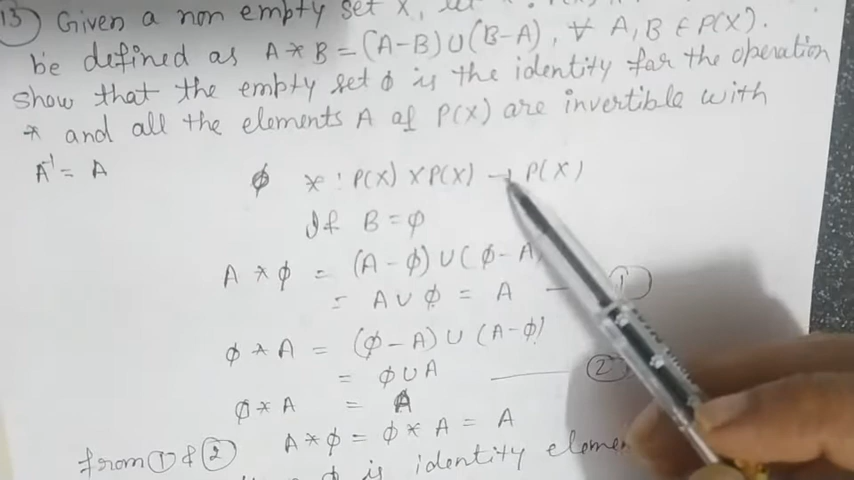 13) Given a non empty set X, let * :
be defined as A * B = (A-B) ∪ (B-A), ∀ A, B ∈ P(X).
show that the empty set ϕ is the identity for the operation
* and all the elements A of P(X) are invertible with
A⁻¹ = A
ϕ * : P(X) X P(X) → P(X)
If B = ϕ
A * ϕ = (A - ϕ) ∪ (ϕ - A
= A ∪ ϕ = A — 1
ϕ * A = (ϕ - A) ∪ (A - ϕ)
= ϕ ∪ A — 2
ϕ * A = A
from 1 & 2 A * ϕ = ϕ * A = A
ϕ is identity elemen